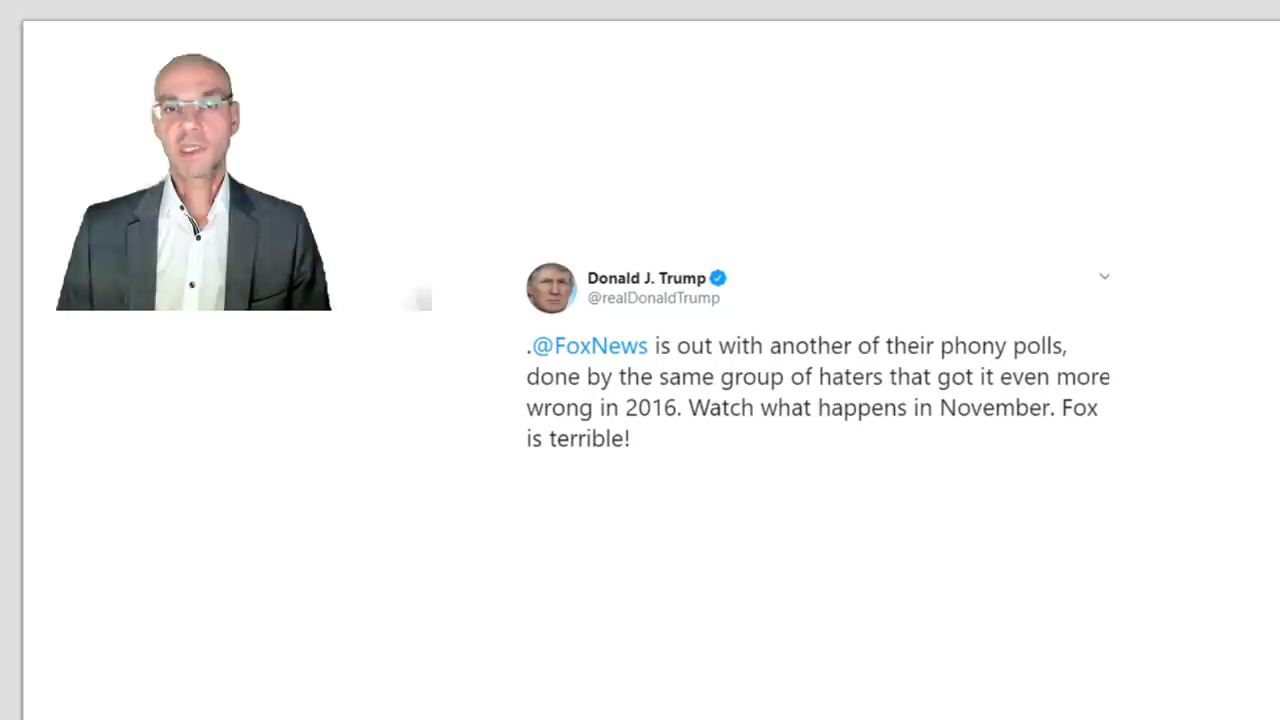 Donald J. Trump
@realDonaldTrump
.@FoxNews is out with another of their phony polls,
done by the same group of haters that got it even more
wrong in 2016. Watch what happens in November. Fox
is terrible!